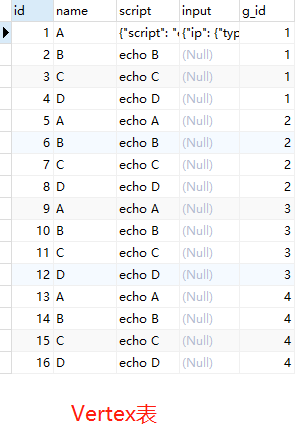 id name script input g_id
1 A {"script": "e {"ip": {"typ 1
2 B echo B (Null) 1
3 C echo C (Null) 1
4 D echo D (Null) 1
5 A echo A (Null) 2
6 B echo B (Null) 2
7 C echo C (Null) 2
8 D echo D (Null) 2
9 A echo A (Null) 3
10 B echo B (Null) 3
11 C echo C (Null) 3
12 D echo D (Null) 3
13 A echo A (Null) 4
14 B echo B (Null) 4
15 C echo C (Null) 4
16 D echo D (Null) 4
Vertex表